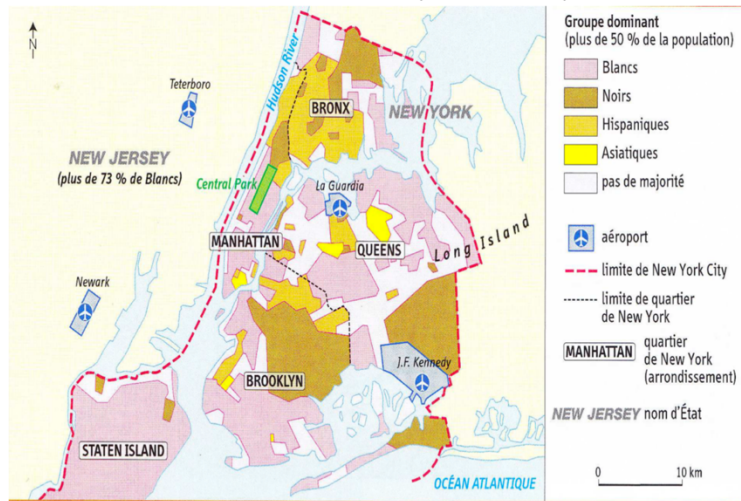 N
Teterboro
Hudson River
BRONX
NEW YORK
NEW JERSEY
(plus de 73 % de Blancs)
Central Park
La Guardia
MANHATTAN
QUEENS
Long Island
Newark
J.F. Kennedy
BROOKLYN
STATEN ISLAND
OCÉAN ATLANTIQUE
Groupe dominant
(plus de 50 % de la population)
Blancs
Noirs
Hispaniques
Asiatiques
pas de majorité
aéroport
limite de New York City
limite de quartier
de New York
MANHATTAN
quartier
de New York
(arrondissement)
NEW JERSEY nom d'État
0 10 km